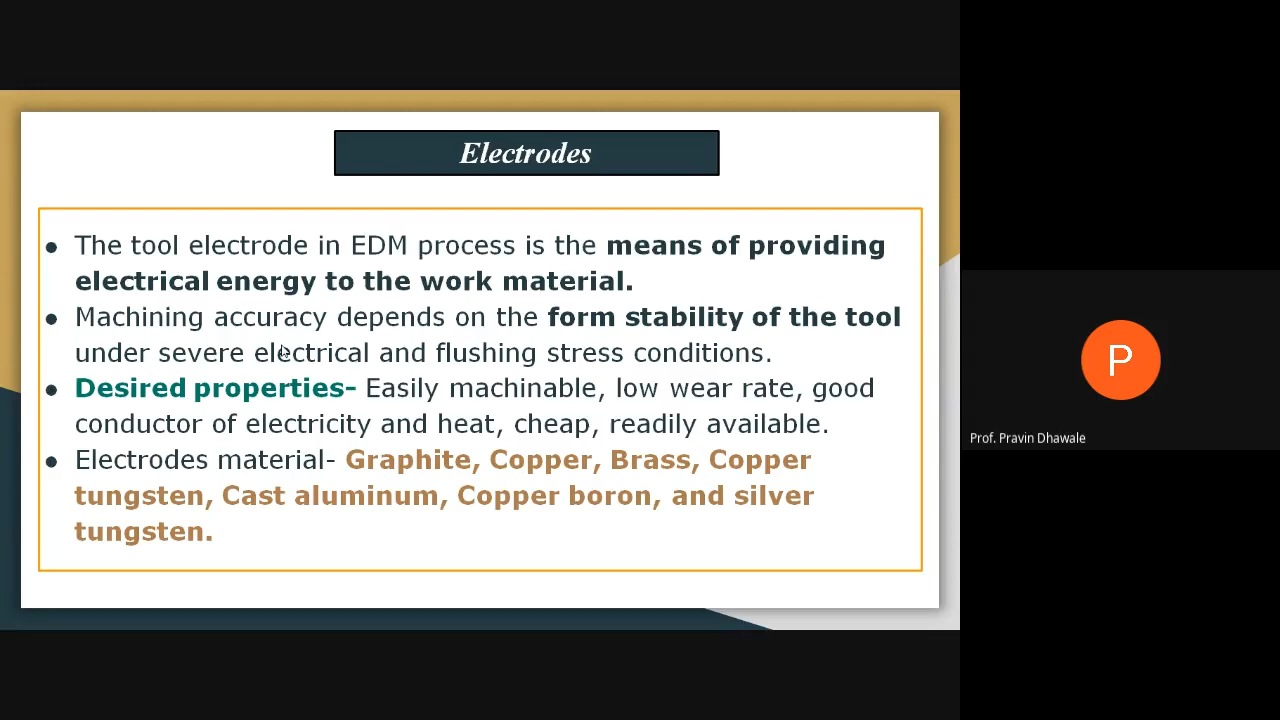 Electrodes
● The tool electrode in EDM process is the means of providing
electrical energy to the work material.
● Machining accuracy depends on the form stability of the tool
under severe electrical and flushing stress conditions.
● Desired properties- Easily machinable, low wear rate, good
conductor of electricity and heat, cheap, readily available.
● Electrodes material- Graphite, Copper, Brass, Copper
tungsten, Cast aluminum, Copper boron, and silver
tungsten.
P
Prof. Pravin Dhawale